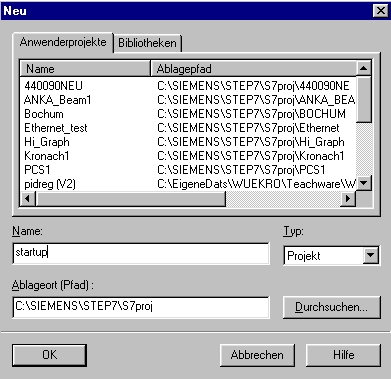 Neu
Anwenderprojekte Bibliotheken
Name Ablagepfad
440090NEU C:\SIEMENS\STEP7\S7proj\440090NE
ANKA_Beam1 C:\SIEMENS\STEP7\S7proj\ANKA_BEA
Bochum C:\SIEMENS\STEP7\S7proj\BOCHUM
Ethernet_test C:\SIEMENS\STEP7\S7proj\Ethernet
Hi_Graph C:\SIEMENS\STEP7\S7proj\Hi_Graph
Kronach1 C:\SIEMENS\STEP7\S7proj\Kronach1
PCS1 C:\SIEMENS\STEP7\S7proj\PCS1
pidreg (V2) C:\EigeneDats\WUEKRO\Teachware\W
Name: Typ:
startup Projekt
Ablageort (Pfad) :
C:\SIEMENS\STEP7\S7proj Durchsuchen...
OK Abbrechen Hilfe